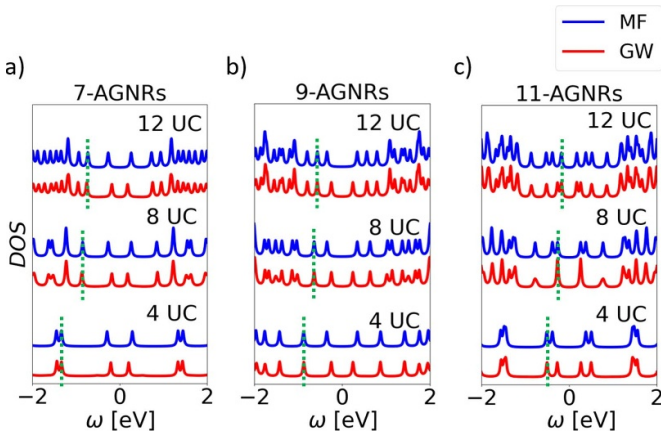 MF
GW
a) b) c)
7-AGNRs 9-AGNRs 11-AGNRs
12 UC 12 UC 12 UC
8 UC 8 UC 8 UC
4 UC 4 UC 4 UC
DOS
−2 0 2 −2 0 2 −2 0 2
ω [eV] ω [eV] ω [eV]